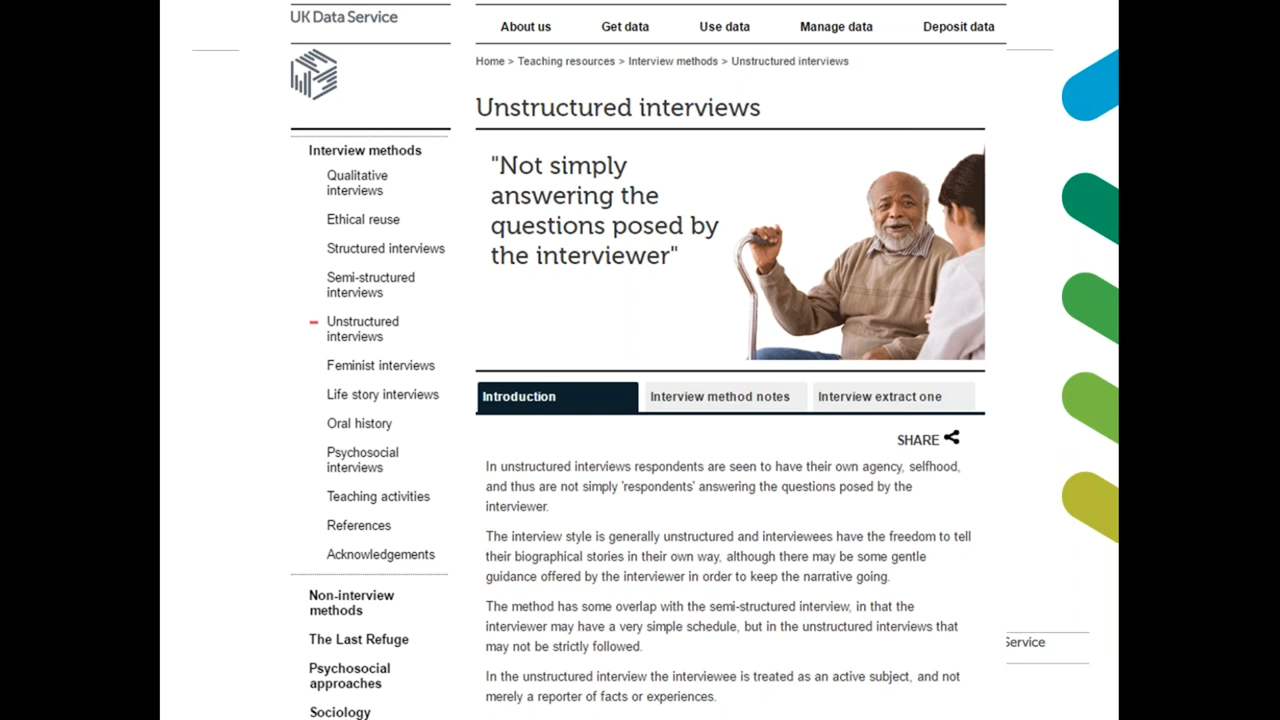 UK Data Service
About us
Get data
Use data
Manage data
Deposit data
Home > Teaching resources > Interview methods > Unstructured interviews
Unstructured interviews
"Not simply
answering the
questions posed by
the interviewer"
Interview methods
Qualitative
interviews
Ethical reuse
Structured interviews
Semi-structured
interviews
Unstructured
interviews
Feminist interviews
Life story interviews
Oral history
Psychosocial
interviews
Teaching activities
References
Acknowledgements
Non-interview
methods
The Last Refuge
Psychosocial
approaches
Sociology
Introduction
Interview method notes
Interview extract one
SHARE
In unstructured interviews respondents are seen to have their own agency, selfhood,
and thus are not simply 'respondents' answering the questions posed by the
interviewer.
The interview style is generally unstructured and interviewees have the freedom to tell
their biographical stories in their own way, although there may be some gentle
guidance offered by the interviewer in order to keep the narrative going.
The method has some overlap with the semi-structured interview, in that the
interviewer may have a very simple schedule, but in the unstructured interviews that
may not be strictly followed.
In the unstructured interview the interviewee is treated as an active subject, and not
merely a reporter of facts or experiences.
Service